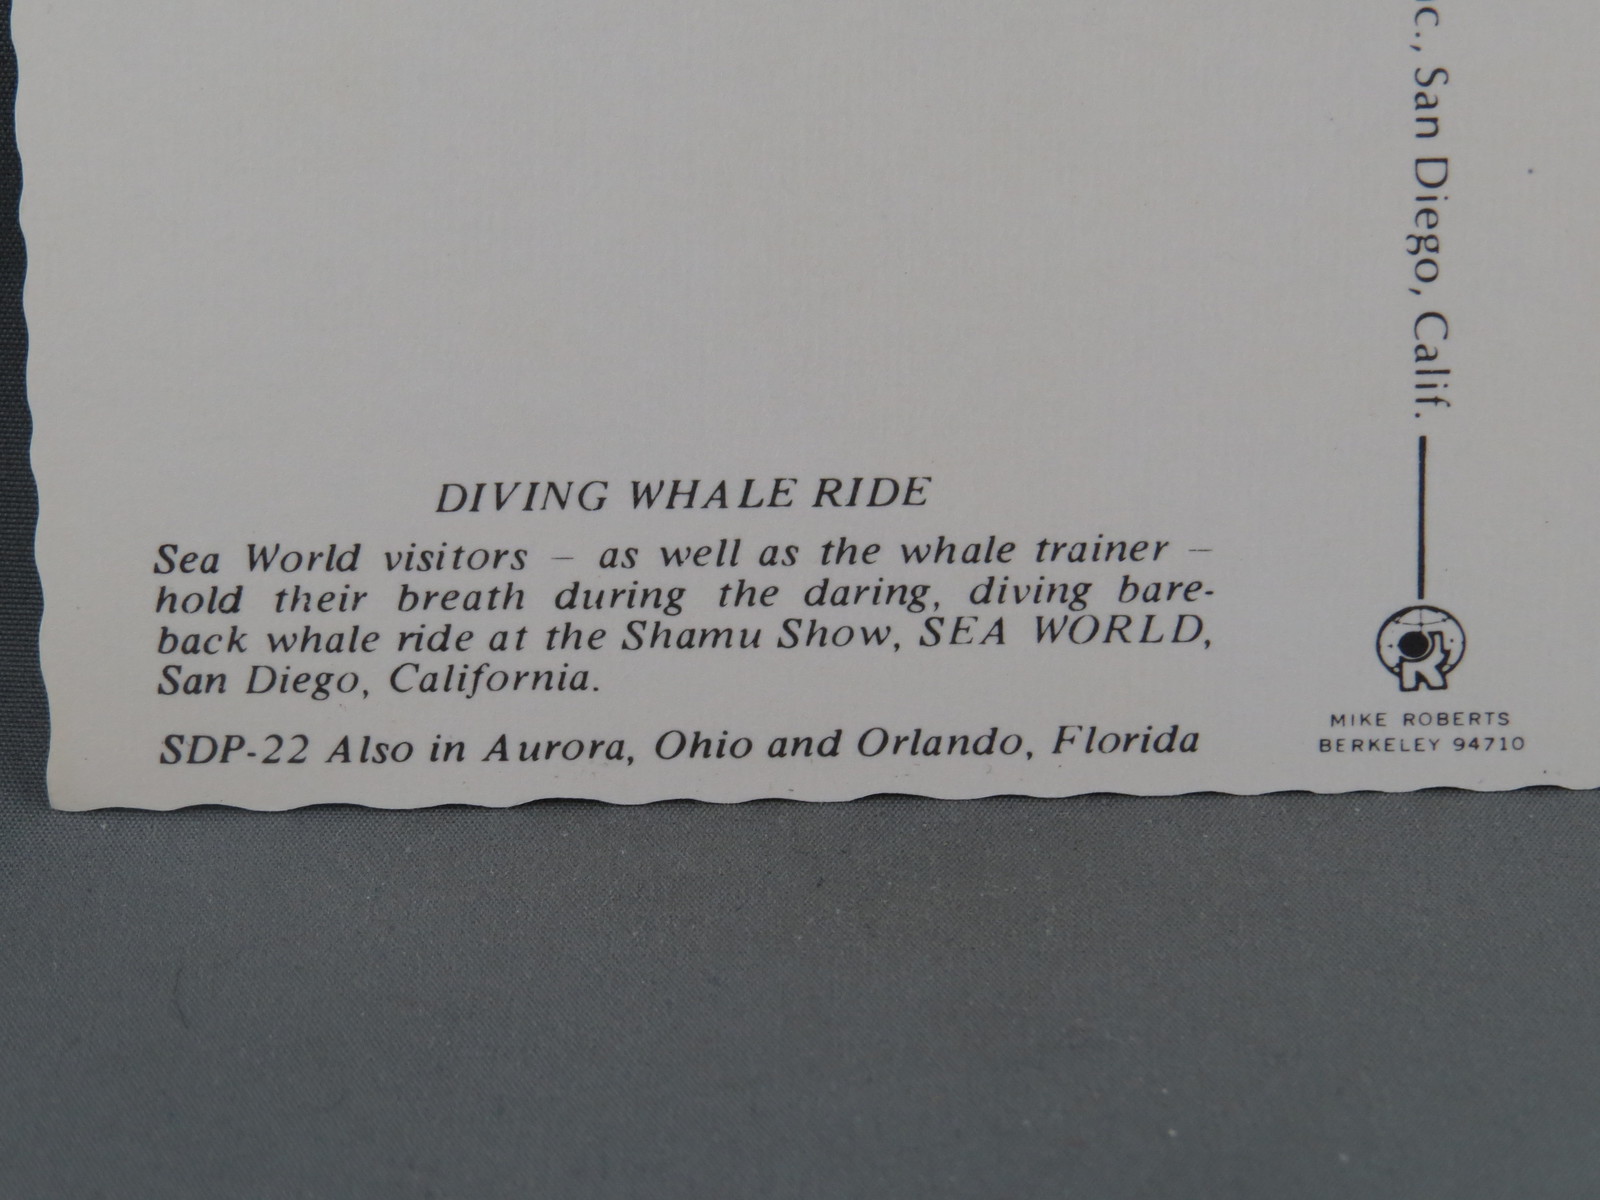 DIVING WHALE RIDE
Sea World visitors – as well as the whale trainer –
hold their breath during the daring, diving bare-
back whale ride at the Shamu Show, SEA WORLD,
San Diego, California.
SDP-22 Also in Aurora, Ohio and Orlando, Florida
San Diego, Calif.
R
MIKE ROBERTS
BERKELEY 94710